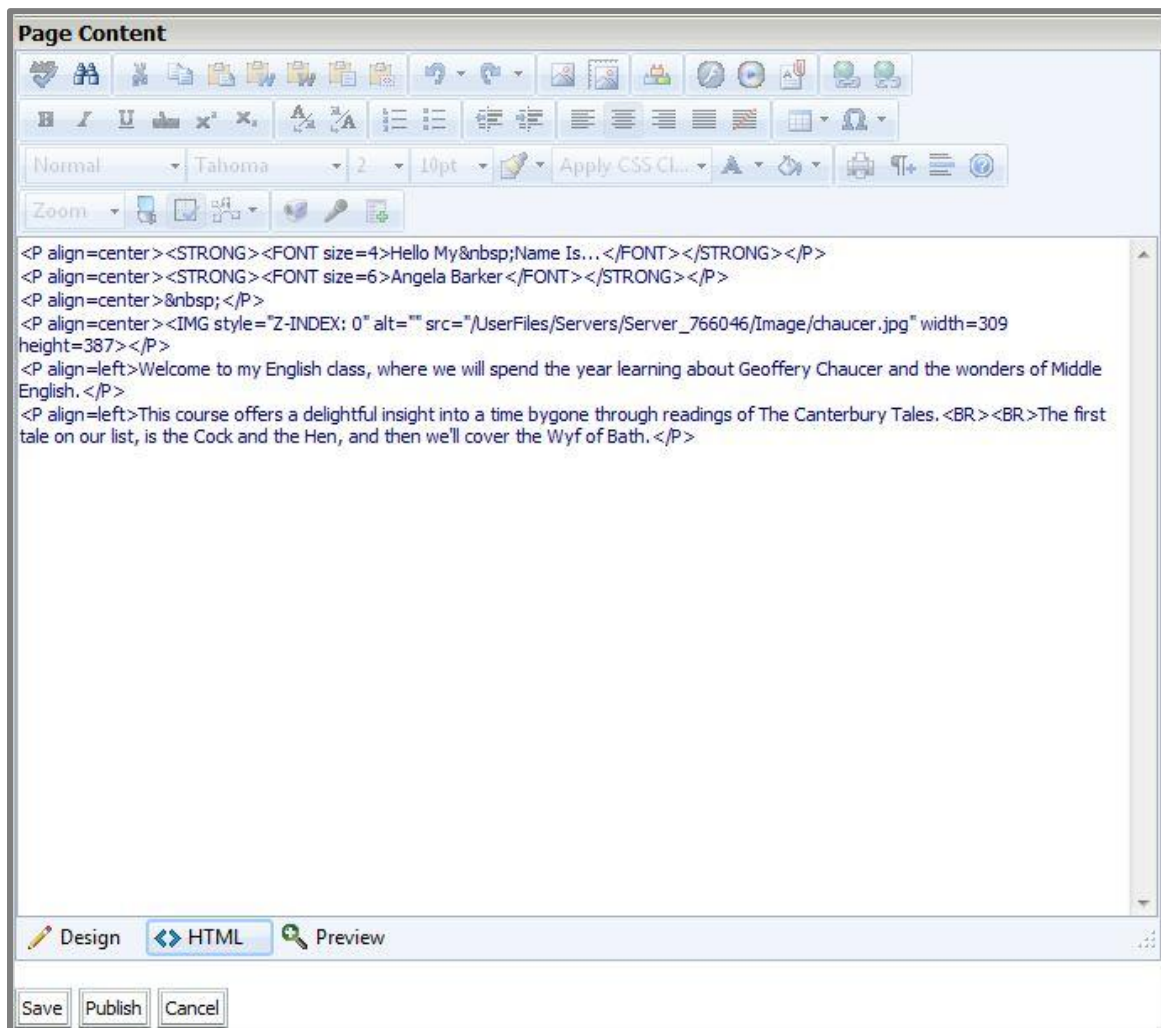 Page Content
Normal Tahoma 2 10pt Apply CSS Cl...
Zoom
<P align=center><STRONG><FONT size=4>Hello My&nbsp;Name Is...</FONT></STRONG></P>
<P align=center><STRONG><FONT size=6>Angela Barker</FONT></STRONG></P>
<P align=center>&nbsp;</P>
<P align=center><IMG style="Z-INDEX: 0" alt="" src="/UserFiles/Servers/Server_766046/Image/chaucer.jpg" width=309
height=387></P>
<P align=left>Welcome to my English class, where we will spend the year learning about Geoffery Chaucer and the wonders of Middle
English.</P>
<P align=left>This course offers a delightful insight into a time bygone through readings of The Canterbury Tales.<BR><BR>The first
tale on our list, is the Cock and the Hen, and then we'll cover the Wyf of Bath.</P>
Design HTML Preview
Save Publish Cancel